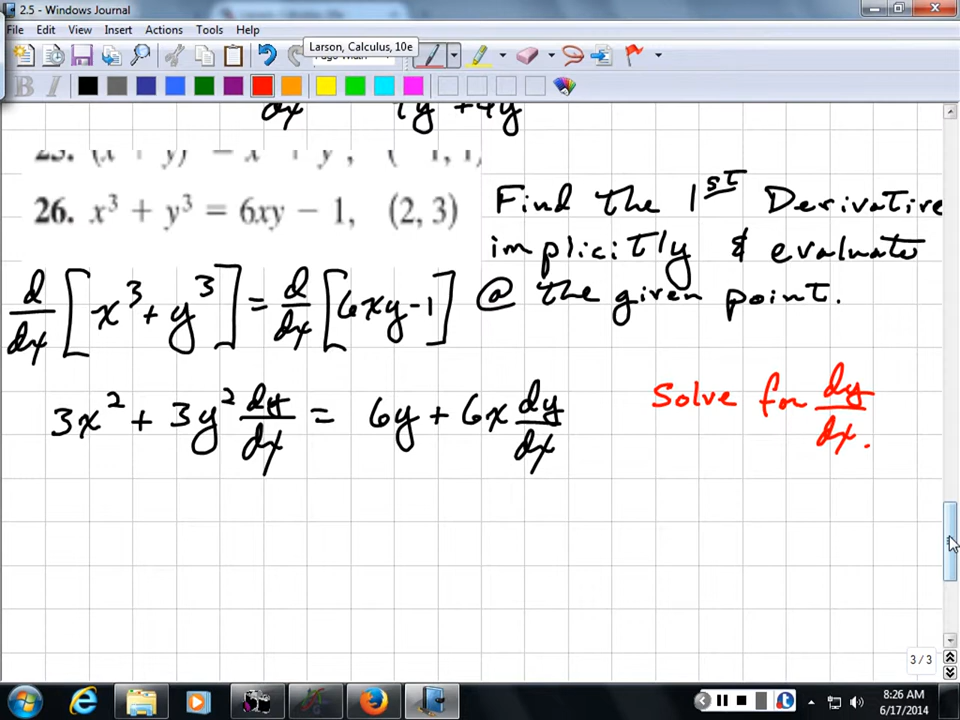 2.5 - Windows Journal
File Edit View Insert Actions Tools Help
Larson, Calculus, 10e
B I
26. x³ + y³ = 6xy − 1, (2, 3)
Find the 1ST Derivative
implicitly & evaluate
@ the given point.
d/dx [x³ + y³] = d/dx [6xy − 1]
3x² + 3y² dy/dx = 6y + 6x dy/dx
Solve for dy/dx.
3 / 3
8:26 AM
6/17/2014